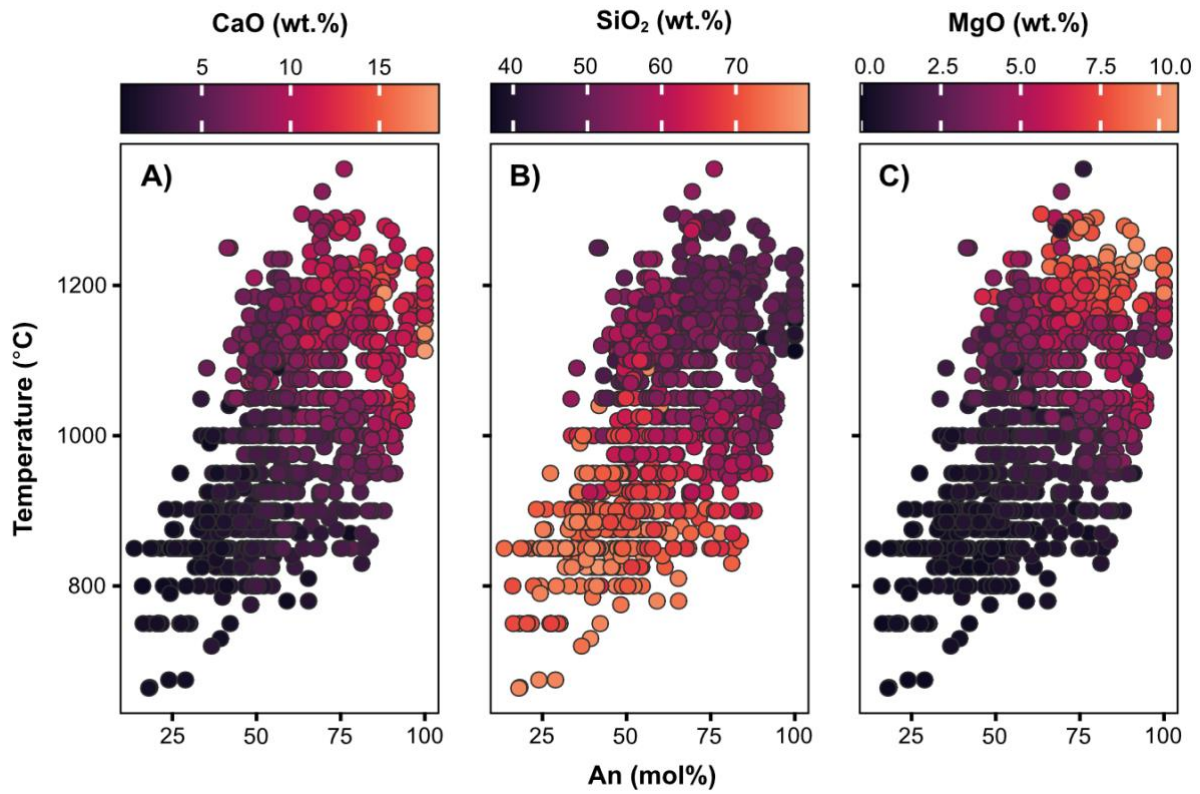 CaO (wt.%)
SiO₂ (wt.%)
MgO (wt.%)
5 10 15
40 50 60 70
0.0 2.5 5.0 7.5 10.0
A)
B)
C)
Temperature (°C)
1200
1000
800
25 50 75 100
25 50 75 100
25 50 75 100
An (mol%)